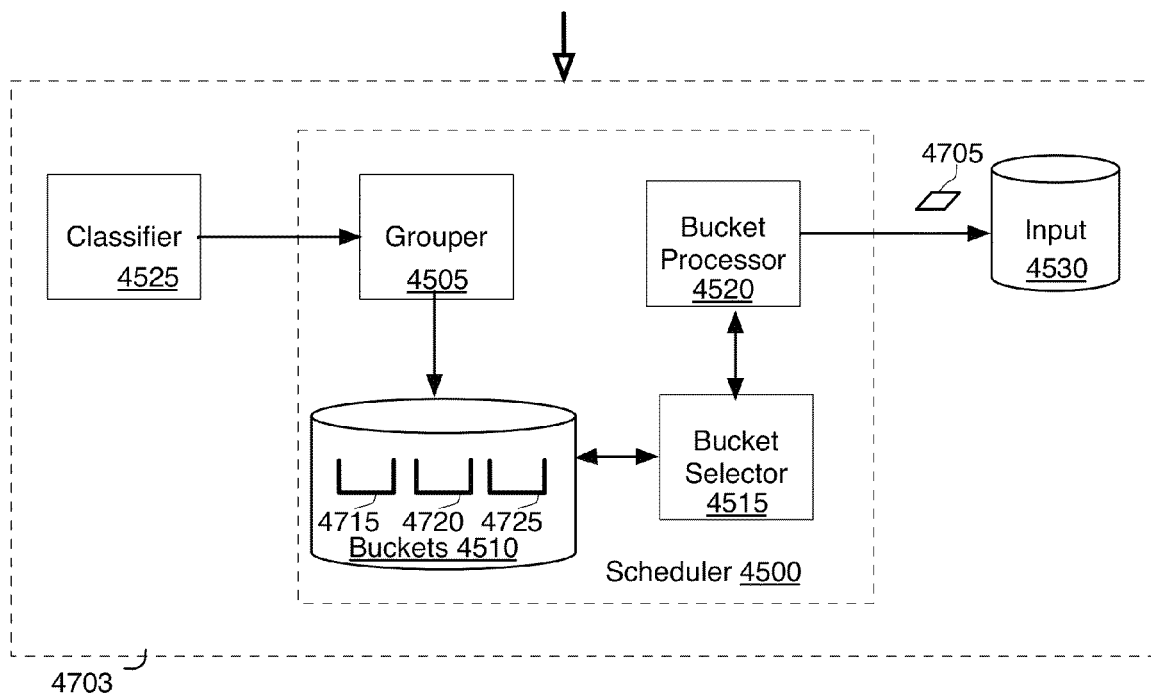 4705
Classifier
4525
Grouper
4505
Bucket
Processor
4520
Input
4530
Bucket
Selector
4515
4715 4720 4725
Buckets 4510
Scheduler 4500
4703